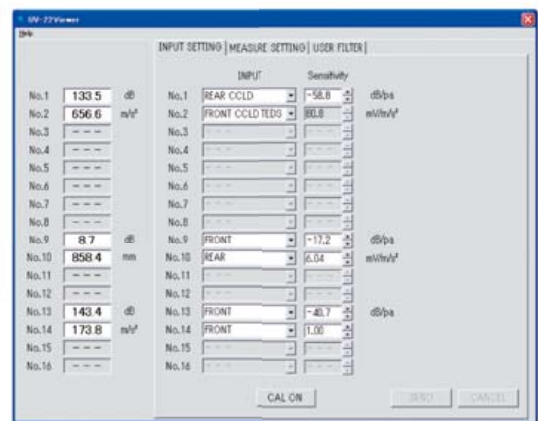 UV-22Viewer
Help
INPUT SETTING MEASURE SETTING USER FILTER
INPUT Sensitivity
No.1 133.5 dB No.1 REAR CCLD -58.8 dB/pa
No.2 656.6 m/s² No.2 FRONT CCLD TEDS mV/m/s²
No.3 --- No.3 --- ---
No.4 --- No.4 --- ---
No.5 --- No.5 --- ---
No.6 --- No.6 --- ---
No.7 --- No.7 --- ---
No.8 --- No.8 --- ---
No.9 8.7 dB No.9 FRONT -17.2 dB/pa
No.10 858.4 mm No.10 REAR 6.04 mV/m/s²
No.11 --- No.11 --- ---
No.12 --- No.12 --- ---
No.13 143.4 dB No.13 FRONT -40.7 dB/pa
No.14 173.8 m/s² No.14 FRONT 1.00
No.15 --- No.15 --- ---
No.16 --- No.16 --- ---
CAL ON SEND CANCEL